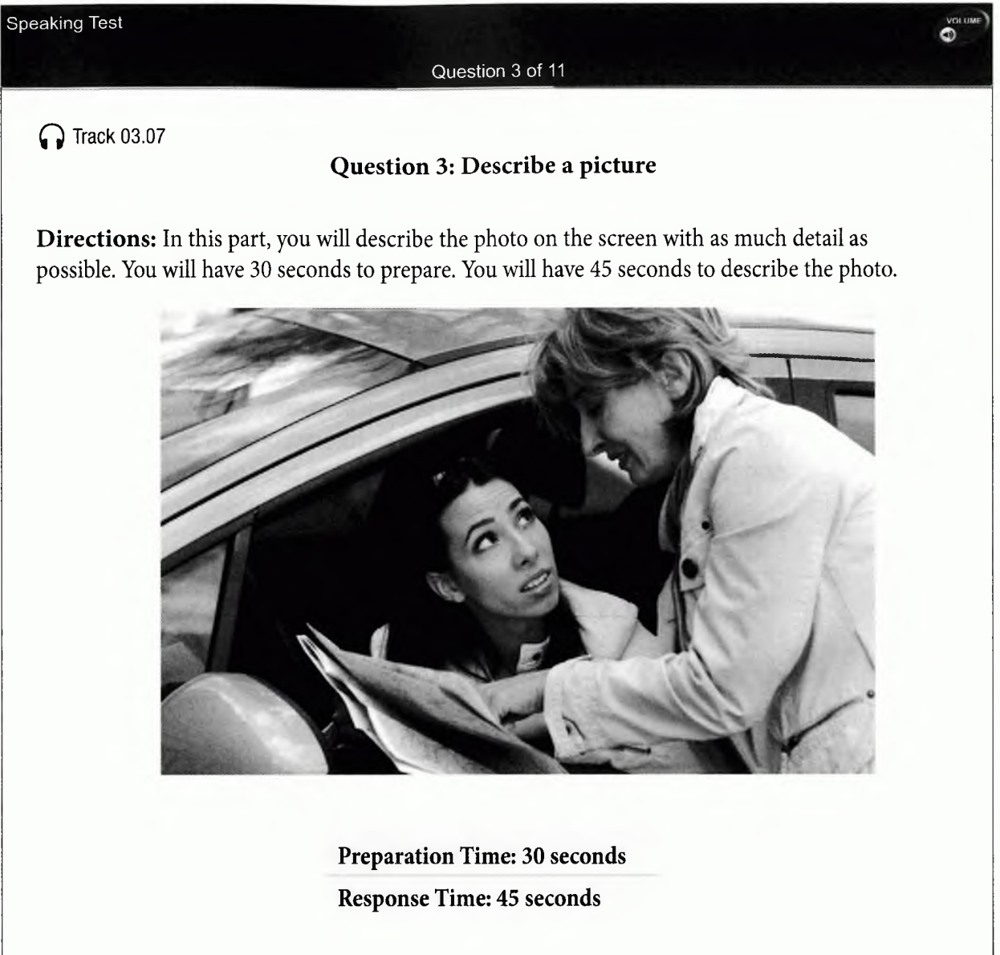 Speaking Test
VOLUME
Question 3 of 11
Track 03.07
Question 3: Describe a picture
Directions: In this part, you will describe the photo on the screen with as much detail as
possible. You will have 30 seconds to prepare. You will have 45 seconds to describe the photo.
Preparation Time: 30 seconds
Response Time: 45 seconds